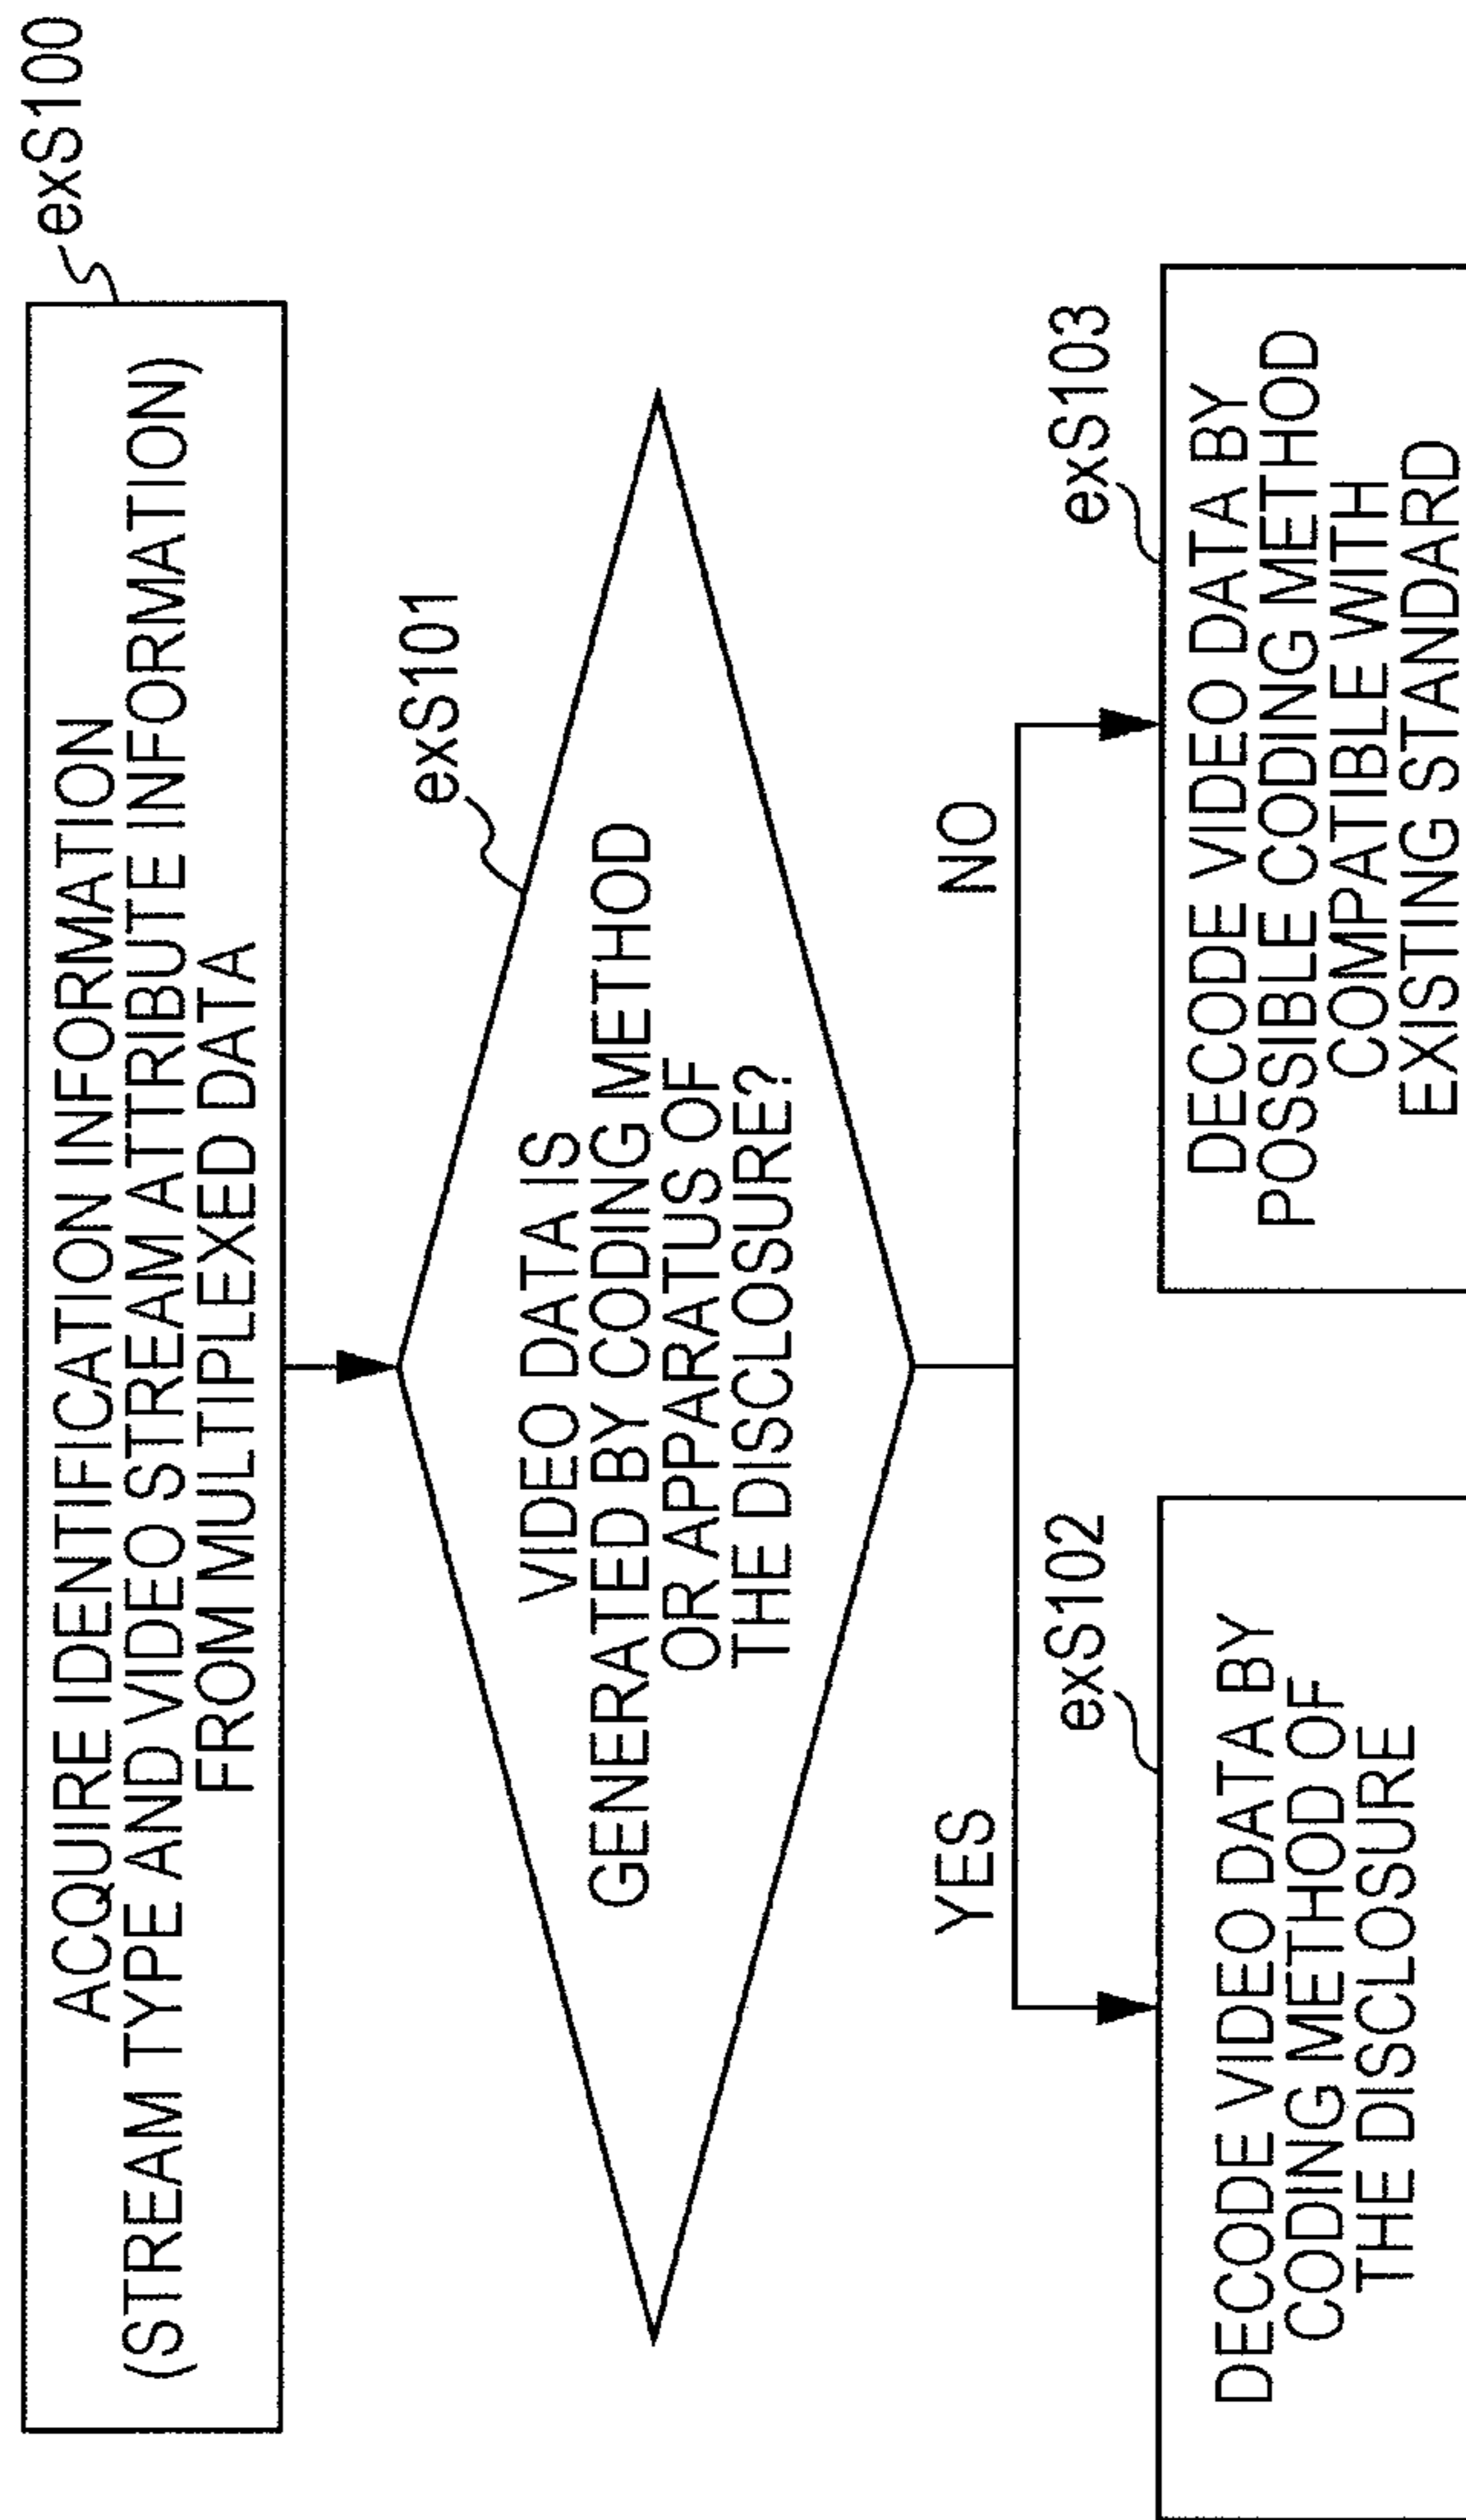 exS100
ACQUIRE IDENTIFICATION INFORMATION
(STREAM TYPE AND VIDEO STREAM ATTRIBUTE INFORMATION)
FROM MULTIPLEXED DATA
exS101
VIDEO DATA IS
GENERATED BY CODING METHOD
OR APPARATUS OF
THE DISCLOSURE?
YES
NO
exS102
DECODE VIDEO DATA BY
CODING METHOD OF
THE DISCLOSURE
exS103
DECODE VIDEO DATA BY
POSSIBLE CODING METHOD
COMPATIBLE WITH
EXISTING STANDARD